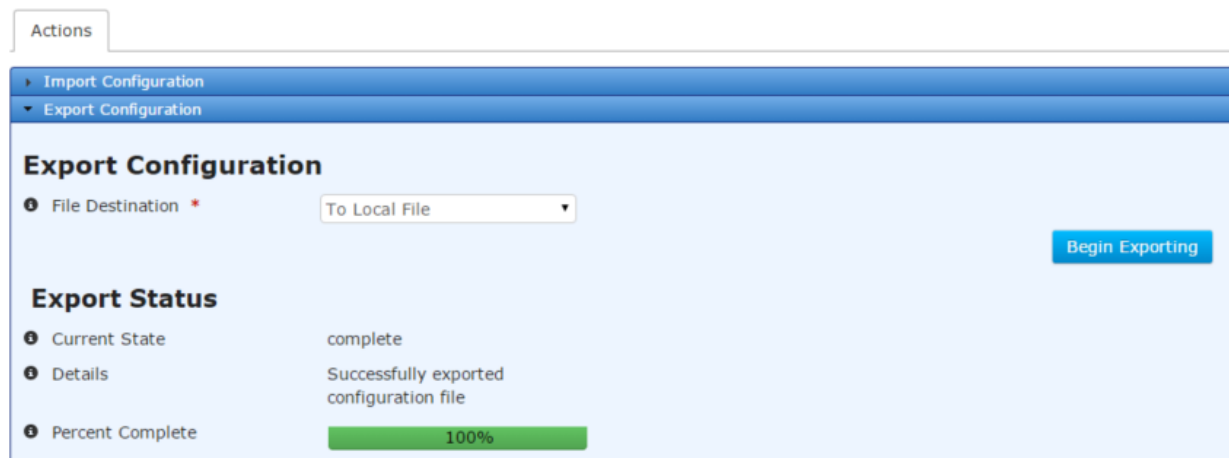 Actions
Import Configuration
Export Configuration
Export Configuration
File Destination * To Local File
Begin Exporting
Export Status
Current State complete
Details Successfully exported
configuration file
Percent Complete 100%